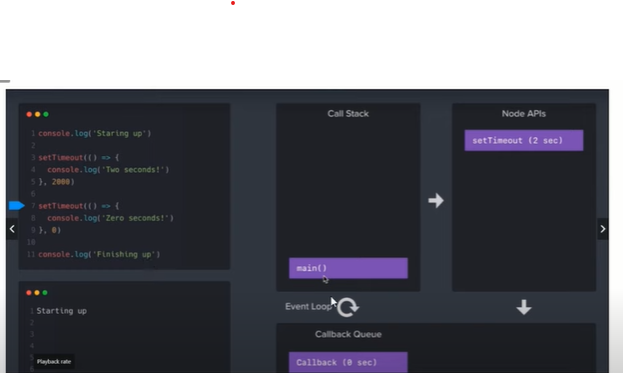 1 console.log('Staring up')
2
3 setTimeout(() => {
4 console.log('Two seconds!')
5 }, 2000)
6
7 setTimeout(() => {
8 console.log('Zero seconds!')
9 }, 0)
10
11 console.log('Finishing up')
1 Starting up
2
3
4
5
Playback rate
Call Stack
main()
Event Loop
Node APIs
setTimeout (2 sec)
Callback Queue
Callback (0 sec)